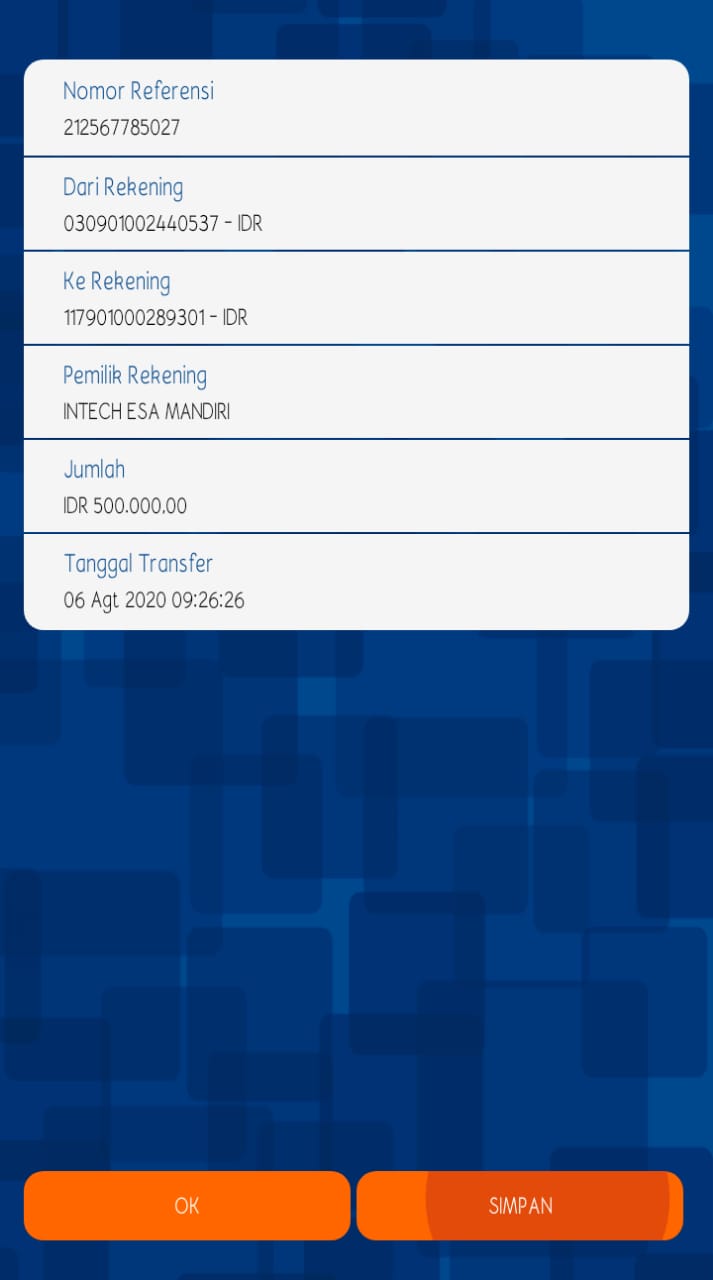 Nomor Referensi
212567785027
Dari Rekening
030901002440537 - IDR
Ke Rekening
117901000289301 - IDR
Pemilik Rekening
INTECH ESA MANDIRI
Jumlah
IDR 500.000,00
Tanggal Transfer
06 Agt 2020 09:26:26
OK
SIMPAN